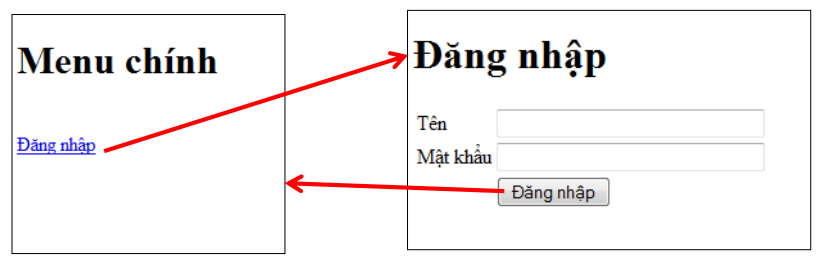 Menu chính
Đăng nhập
Đăng nhập
Tên
Mật khẩu
Đăng nhập